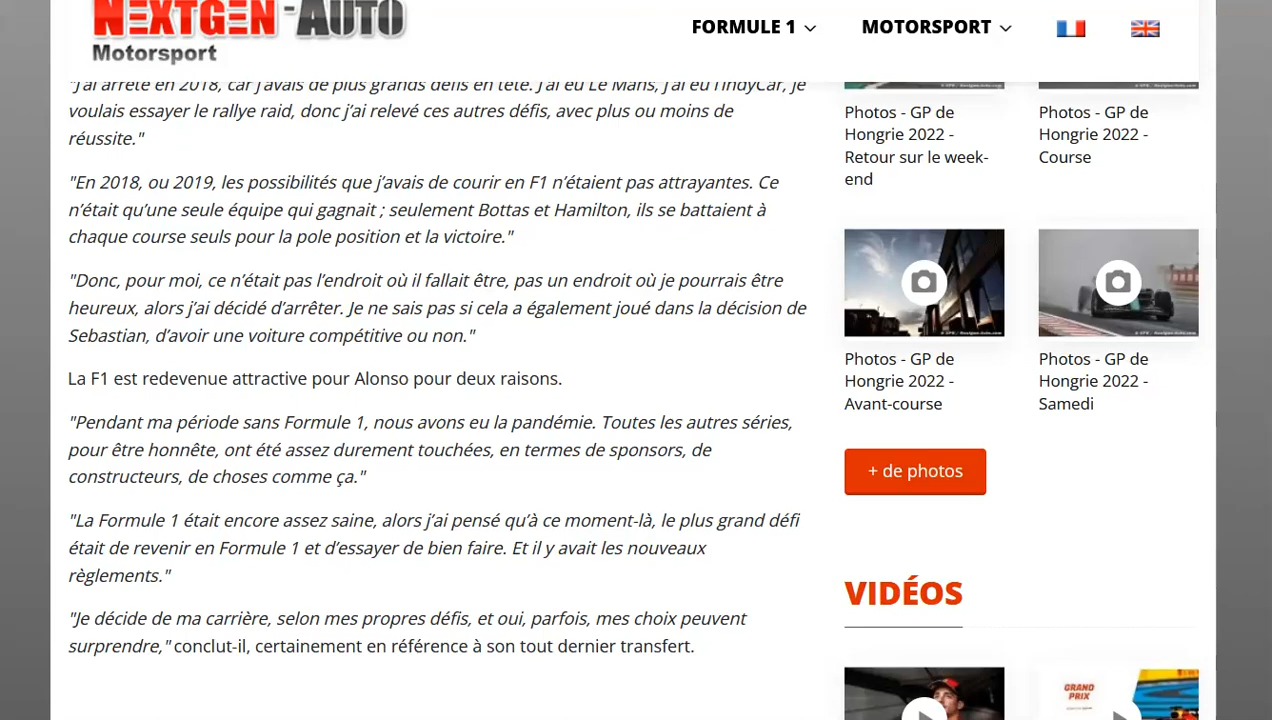 NEXTGEN-AUTO
Motorsport
FORMULE 1
MOTORSPORT
"J'ai arrêté en 2018, car j'avais de plus grands défis en tête. J'ai eu Le Mans, j'ai eu l'IndyCar, je
voulais essayer le rallye raid, donc j'ai relevé ces autres défis, avec plus ou moins de
réussite."
"En 2018, ou 2019, les possibilités que j'avais de courir en F1 n'étaient pas attrayantes. Ce
n'était qu'une seule équipe qui gagnait ; seulement Bottas et Hamilton, ils se battaient à
chaque course seuls pour la pole position et la victoire."
"Donc, pour moi, ce n'était pas l'endroit où il fallait être, pas un endroit où je pourrais être
heureux, alors j'ai décidé d'arrêter. Je ne sais pas si cela a également joué dans la décision de
Sebastian, d'avoir une voiture compétitive ou non."
La F1 est redevenue attractive pour Alonso pour deux raisons.
"Pendant ma période sans Formule 1, nous avons eu la pandémie. Toutes les autres séries,
pour être honnête, ont été assez durement touchées, en termes de sponsors, de
constructeurs, de choses comme ça."
"La Formule 1 était encore assez saine, alors j'ai pensé qu'à ce moment-là, le plus grand défi
était de revenir en Formule 1 et d'essayer de bien faire. Et il y avait les nouveaux
règlements."
"Je décide de ma carrière, selon mes propres défis, et oui, parfois, mes choix peuvent
surprendre," conclut-il, certainement en référence à son tout dernier transfert.
Photos - GP de
Hongrie 2022 -
Retour sur le week-
end
Photos - GP de
Hongrie 2022 -
Course
Photos - GP de
Hongrie 2022 -
Avant-course
Photos - GP de
Hongrie 2022 -
Samedi
+ de photos
VIDÉOS
GRAND
PRIX